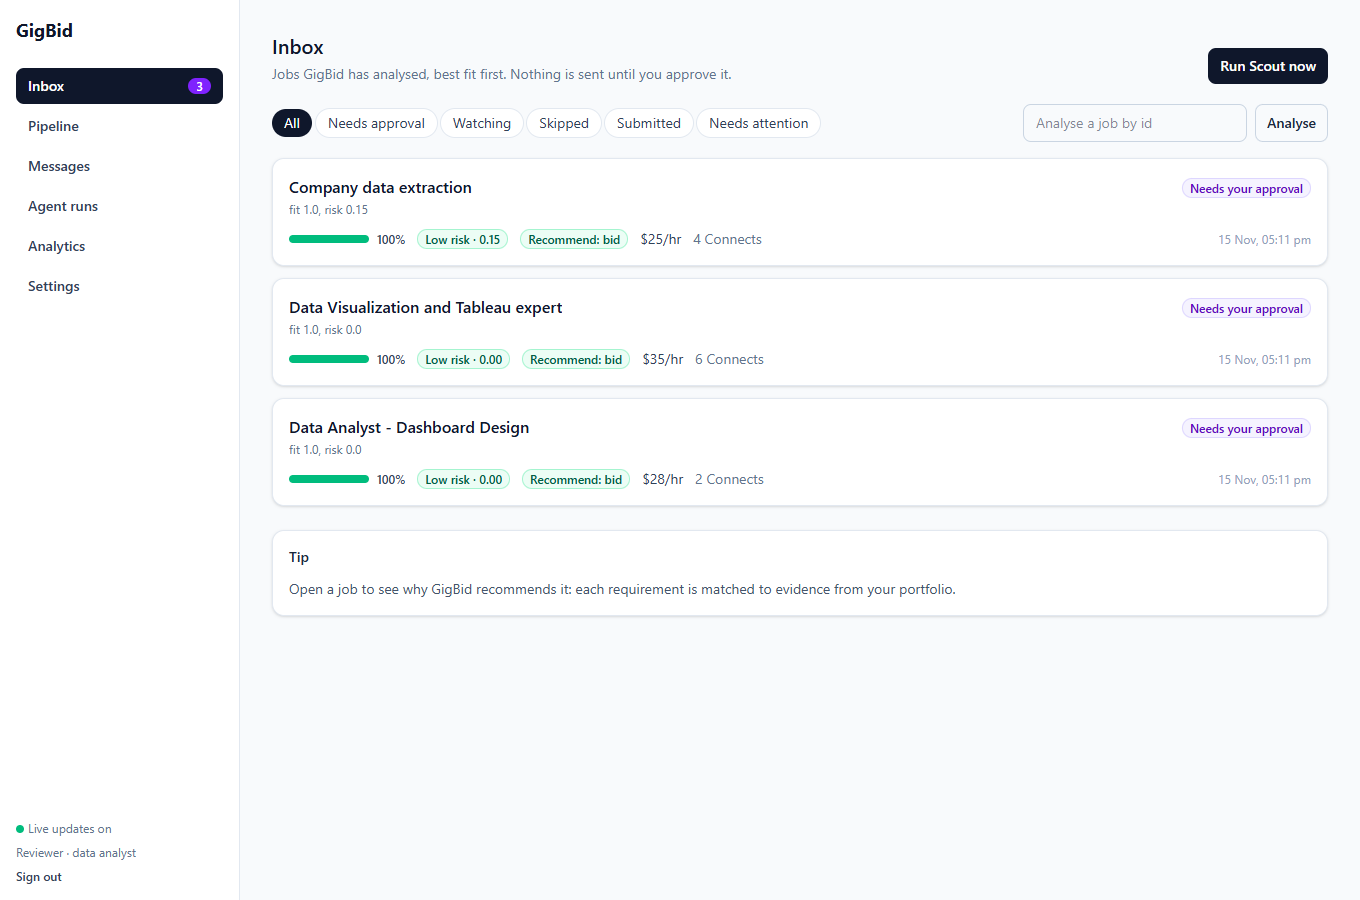 GigBid
Inbox 3
Pipeline
Messages
Agent runs
Analytics
Settings
Live updates on
Reviewer · data analyst
Sign out
Inbox
Jobs GigBid has analysed, best fit first. Nothing is sent until you approve it.
Run Scout now
All Needs approval Watching Skipped Submitted Needs attention
Analyse a job by id Analyse
Company data extraction Needs your approval
fit 1.0, risk 0.15
100% Low risk · 0.15 Recommend: bid $25/hr 4 Connects 15 Nov, 05:11 pm
Data Visualization and Tableau expert Needs your approval
fit 1.0, risk 0.0
100% Low risk · 0.00 Recommend: bid $35/hr 6 Connects 15 Nov, 05:11 pm
Data Analyst - Dashboard Design Needs your approval
fit 1.0, risk 0.0
100% Low risk · 0.00 Recommend: bid $28/hr 2 Connects 15 Nov, 05:11 pm
Tip
Open a job to see why GigBid recommends it: each requirement is matched to evidence from your portfolio.